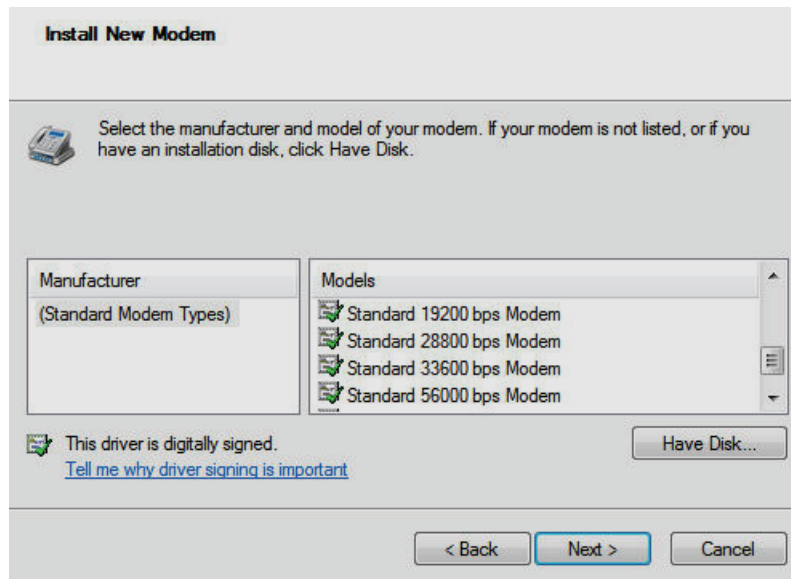 Install New Modem
Select the manufacturer and model of your modem. If your modem is not listed, or if you
have an installation disk, click Have Disk.
Manufacturer
(Standard Modem Types)
Models
Standard 19200 bps Modem
Standard 28800 bps Modem
Standard 33600 bps Modem
Standard 56000 bps Modem
This driver is digitally signed.
Tell me why driver signing is important
Have Disk...
< Back
Next >
Cancel